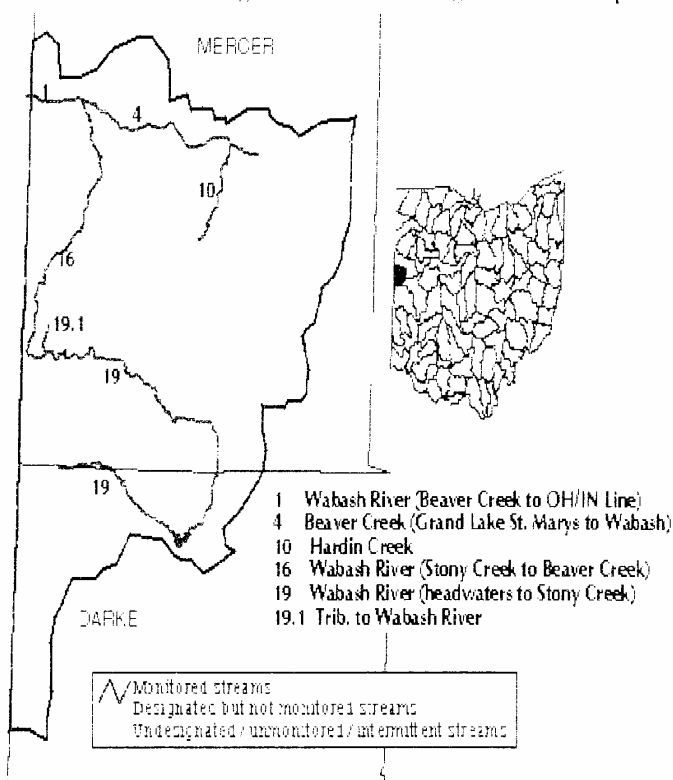 MERCER
1
4
10
16
19.1
19
19
1 Wabash River (Beaver Creek to OH/IN Line)
4 Beaver Creek (Grand Lake St. Marys to Wabash)
10 Hardin Creek
16 Wabash River (Stony Creek to Beaver Creek)
19 Wabash River (headwaters to Stony Creek)
19.1 Trib. to Wabash River
DARKE
Monitored streams
Designated but not monitored streams
Undesignated / unmonitored / intermittent streams